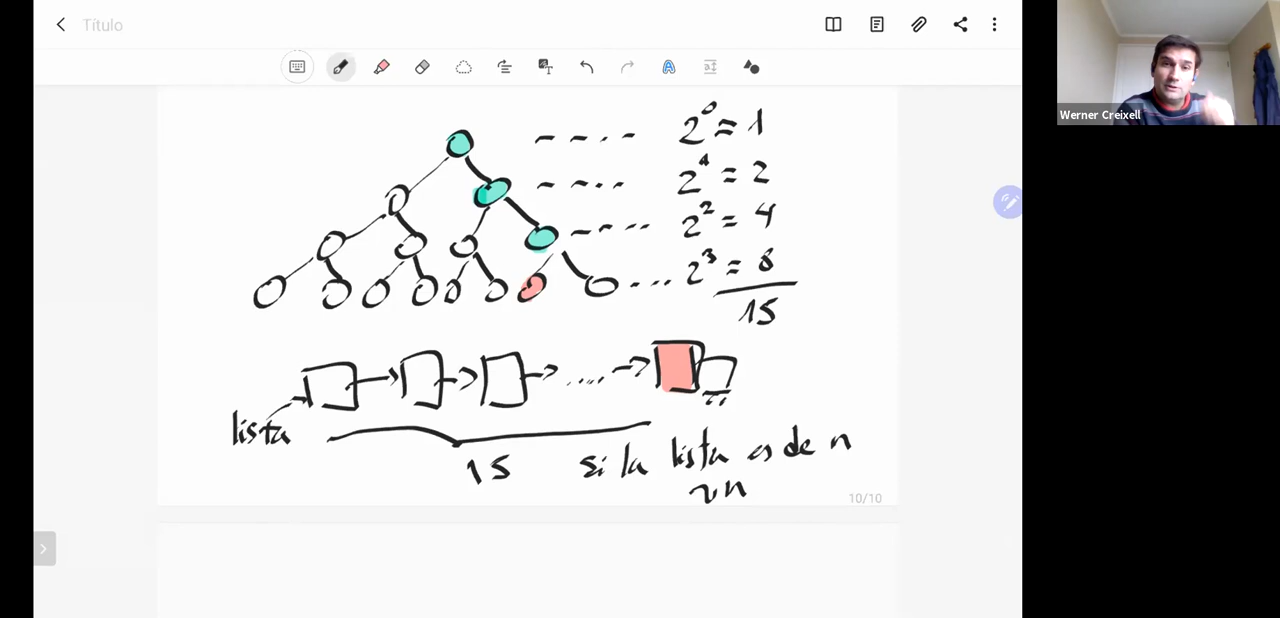 Título
Werner Creixell
2⁰ = 1
2¹ = 2
2² = 4
2³ = 8
15
lista
15
si la lista es de n
~n
10/10